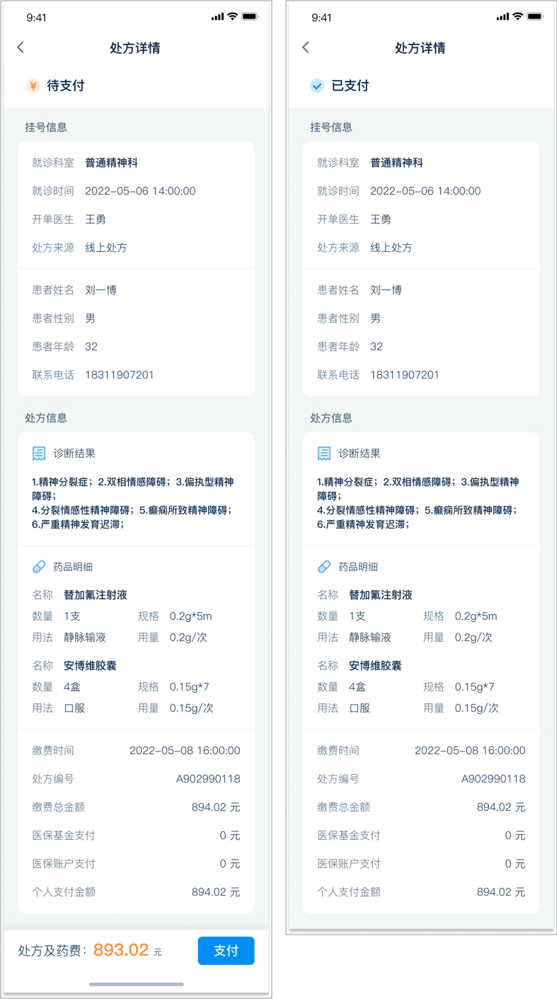 9:41
处方详情
待支付
挂号信息
就诊科室 普通精神科
就诊时间 2022-05-06 14:00:00
开单医生 王勇
处方来源 线上处方
患者姓名 刘一博
患者性别 男
患者年龄 32
联系电话 18311907201
处方信息
诊断结果
1.精神分裂症；2.双相情感障碍；3.偏执型精神
障碍；
4.分裂情感性精神障碍；5.癫痫所致精神障碍；
6.严重精神发育迟滞；
药品明细
名称 替加氟注射液
数量 1支 规格 0.2g*5m
用法 静脉输液 用量 0.2g/次
名称 安博维胶囊
数量 4盒 规格 0.15g*7
用法 口服 用量 0.15g/次
缴费时间 2022-05-08 16:00:00
处方编号 A902990118
缴费总金额 894.02 元
医保基金支付 0 元
医保账户支付 0 元
个人支付金额 894.02 元
处方及药费：893.02 元 支付
9:41
处方详情
已支付
挂号信息
就诊科室 普通精神科
就诊时间 2022-05-06 14:00:00
开单医生 王勇
处方来源 线上处方
患者姓名 刘一博
患者性别 男
患者年龄 32
联系电话 18311907201
处方信息
诊断结果
1.精神分裂症；2.双相情感障碍；3.偏执型精神
障碍；
4.分裂情感性精神障碍；5.癫痫所致精神障碍；
6.严重精神发育迟滞；
药品明细
名称 替加氟注射液
数量 1支 规格 0.2g*5m
用法 静脉输液 用量 0.2g/次
名称 安博维胶囊
数量 4盒 规格 0.15g*7
用法 口服 用量 0.15g/次
缴费时间 2022-05-08 16:00:00
处方编号 A902990118
缴费总金额 894.02 元
医保基金支付 0 元
医保账户支付 0 元
个人支付金额 894.02 元